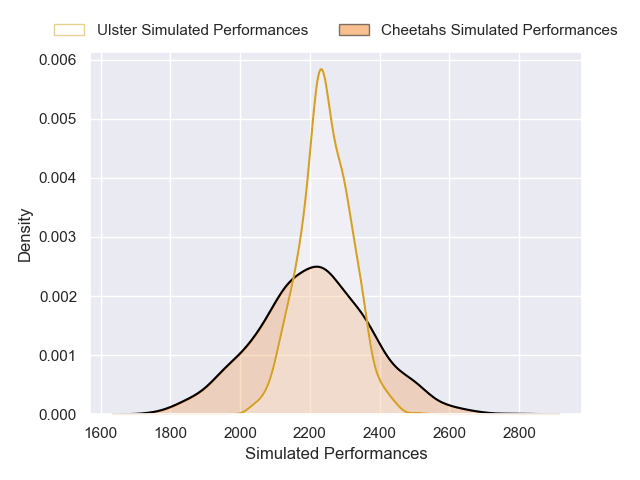 Ulster Simulated Performances Cheetahs Simulated Performances
0.006
0.005
0.004
0.003
0.002
0.001
0.000
Density
1600 1800 2000 2200 2400 2600 2800
Simulated Performances